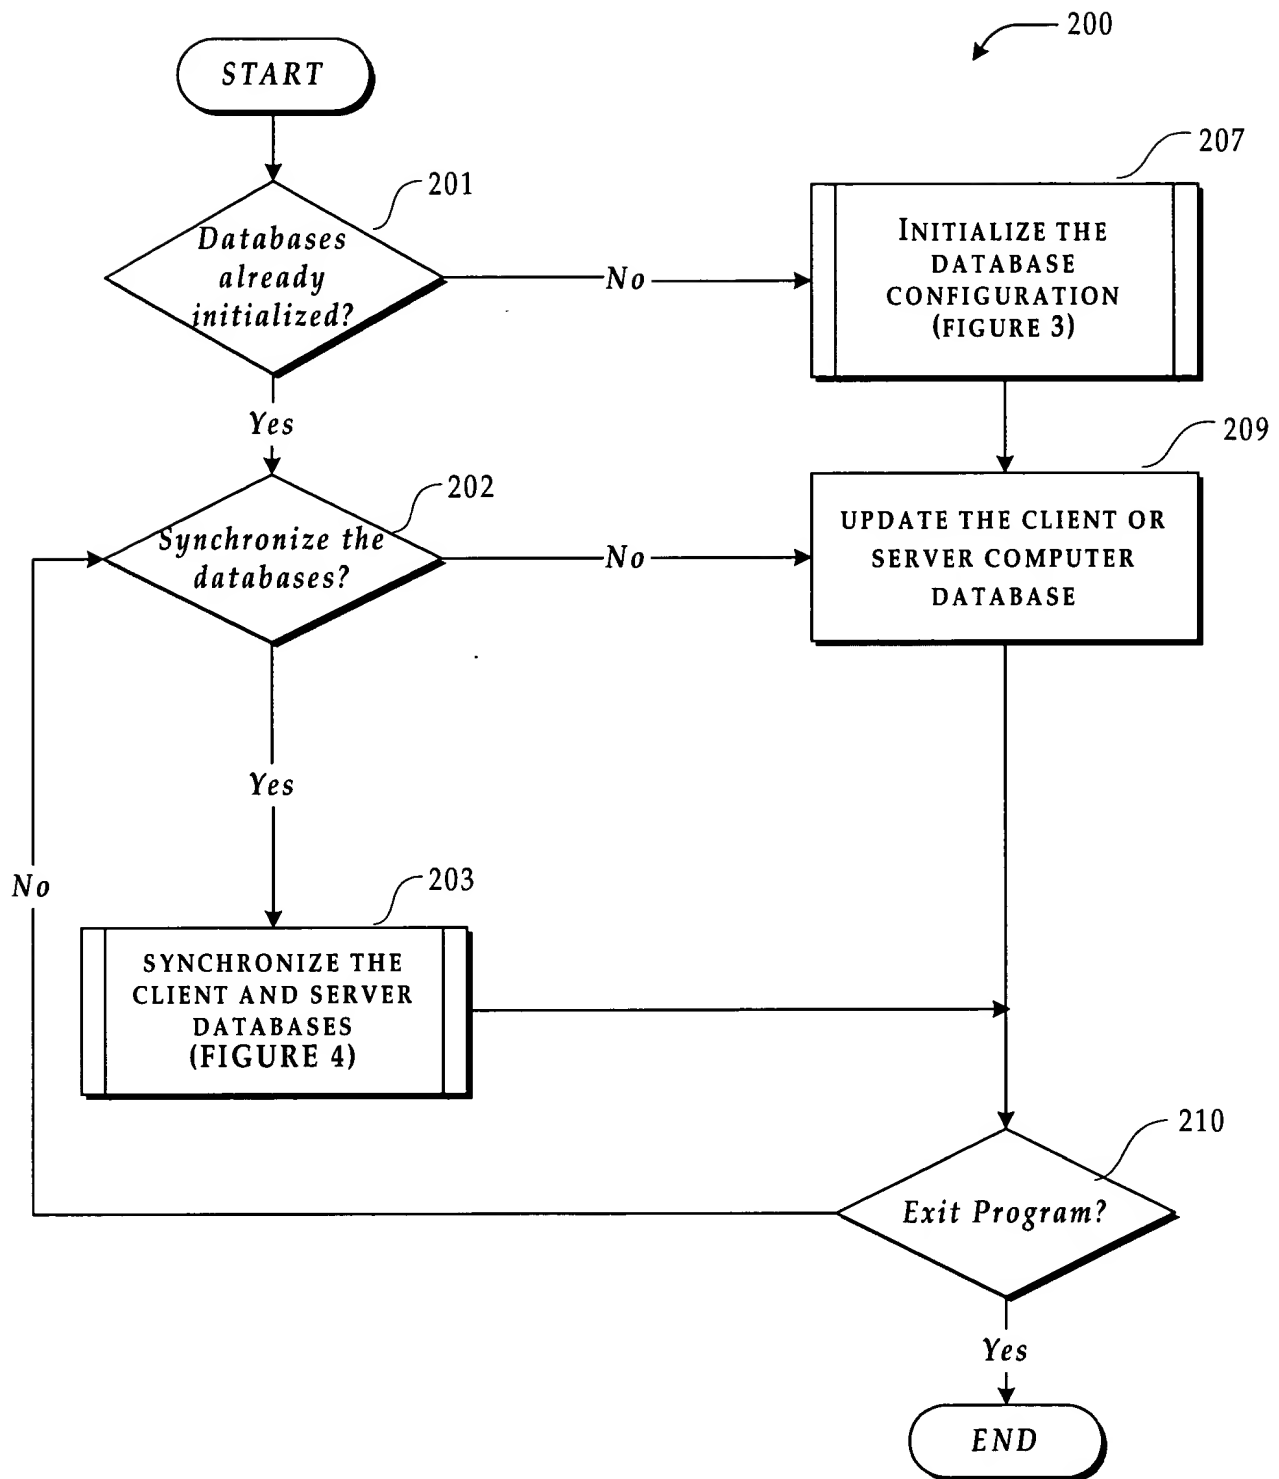 200
START
207
201
Databases
already
initialized?
No
INITIALIZE THE
DATABASE
CONFIGURATION
(FIGURE 3)
Yes
209
202
Synchronize the
databases?
No
UPDATE THE CLIENT OR
SERVER COMPUTER
DATABASE
Yes
No
203
SYNCHRONIZE THE
CLIENT AND SERVER
DATABASES
(FIGURE 4)
210
Exit Program?
Yes
END